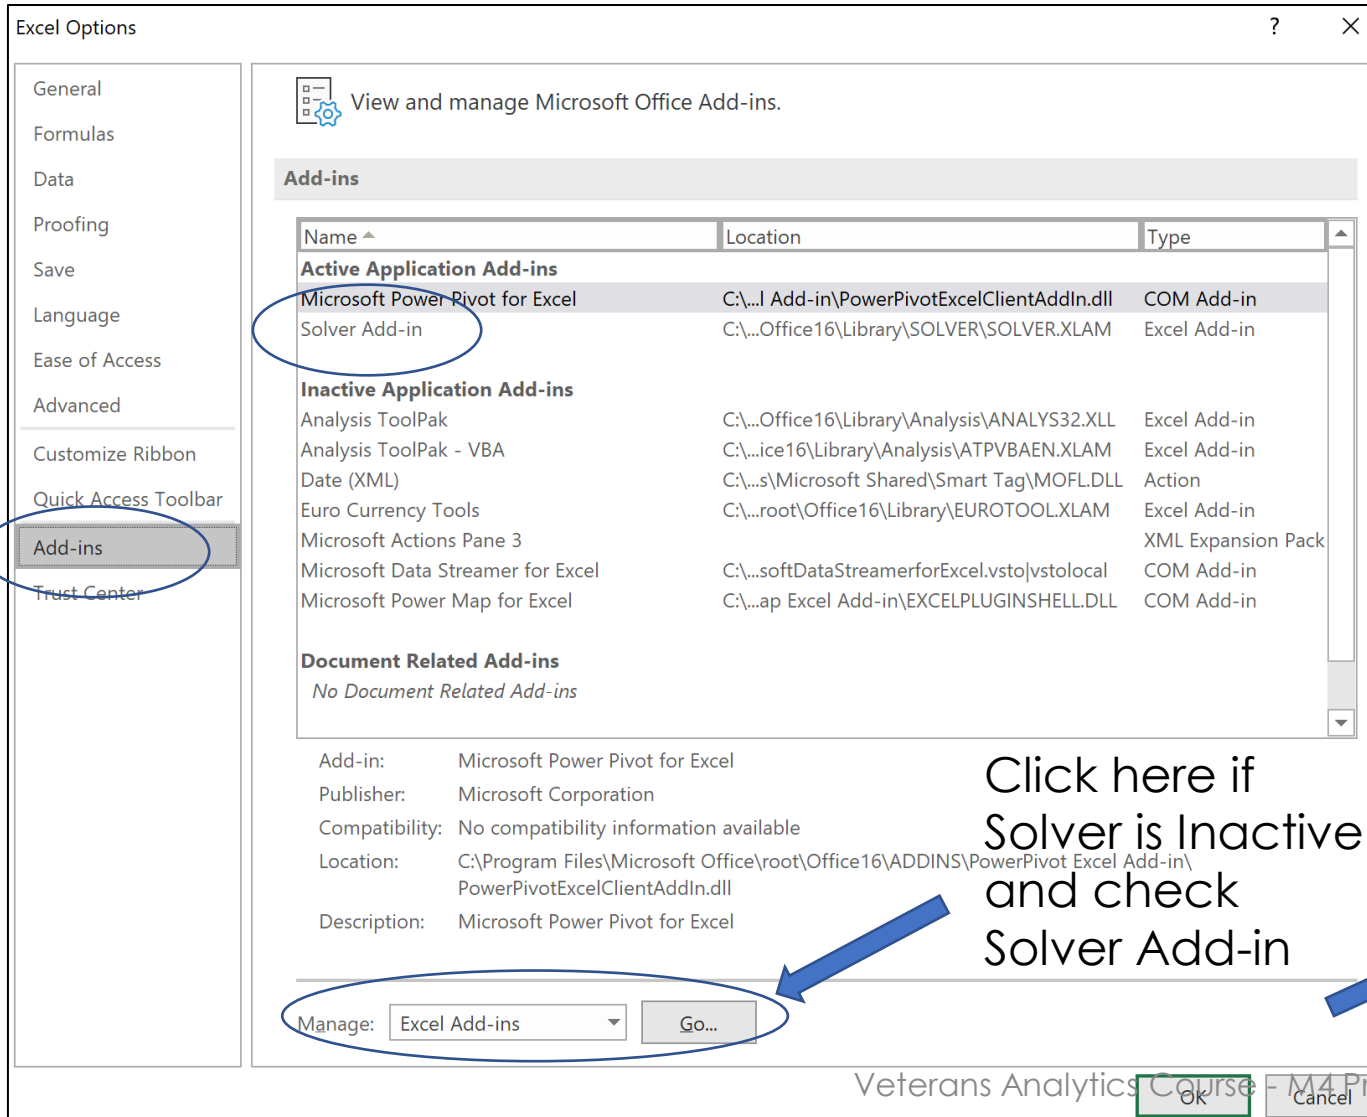 Excel Options ?
General
Formulas
Data
Proofing
Save
Language
Ease of Access
Advanced
Customize Ribbon
Quick Access Toolbar
Add-ins
Trust Center
View and manage Microsoft Office Add-ins.
Add-ins
Name Location Type
Active Application Add-ins
Microsoft Power Pivot for Excel C:\...l Add-in\PowerPivotExcelClientAddIn.dll COM Add-in
Solver Add-in C:\...Office16\Library\SOLVER\SOLVER.XLAM Excel Add-in
Inactive Application Add-ins
Analysis ToolPak C:\...Office16\Library\Analysis\ANALYS32.XLL Excel Add-in
Analysis ToolPak - VBA C:\...ice16\Library\Analysis\ATPVBAEN.XLAM Excel Add-in
Date (XML) C:\...s\Microsoft Shared\Smart Tag\MOFL.DLL Action
Euro Currency Tools C:\...root\Office16\Library\EUROTOOL.XLAM Excel Add-in
Microsoft Actions Pane 3 XML Expansion Pack
Microsoft Data Streamer for Excel C:\...softDataStreamerforExcel.vsto|vstolocal COM Add-in
Microsoft Power Map for Excel C:\...ap Excel Add-in\EXCELPLUGINSHELL.DLL COM Add-in
Document Related Add-ins
No Document Related Add-ins
Add-in: Microsoft Power Pivot for Excel
Publisher: Microsoft Corporation
Compatibility: No compatibility information available
Location: C:\Program Files\Microsoft Office\root\Office16\ADDINS\PowerPivot Excel Add-in\
PowerPivotExcelClientAddIn.dll
Description: Microsoft Power Pivot for Excel
Click here if
Solver is Inactive
and check
Solver Add-in
Manage: Excel Add-ins Go...
Veterans Analytics Course - M4 Pr
OK Cancel